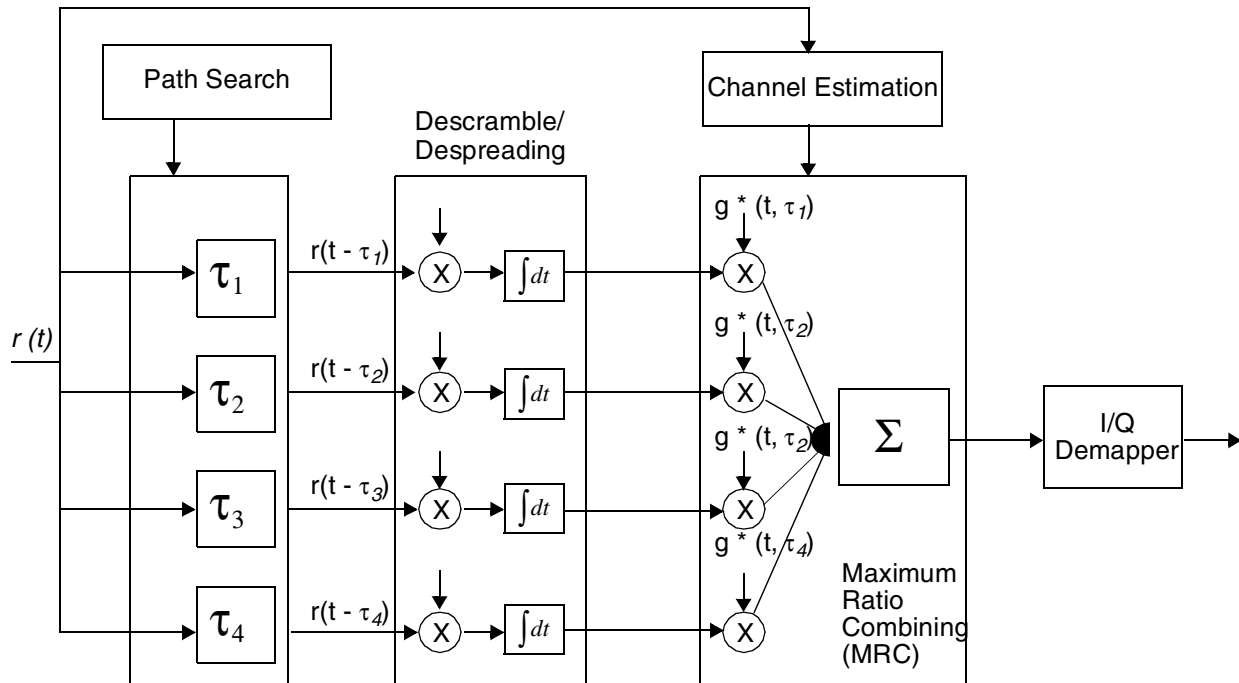 Path Search
Channel Estimation
Descramble/
Despreading
g * (t, τ1)
r(t - τ1)
τ1
X
∫dt
X
g * (t, τ2)
r (t)
r(t - τ2)
τ2
X
∫dt
X
Σ
I/Q
Demapper
g * (t, τ2)
r(t - τ3)
τ3
X
∫dt
X
g * (t, τ4)
r(t - τ4)
τ4
X
∫dt
X
Maximum
Ratio
Combining
(MRC)